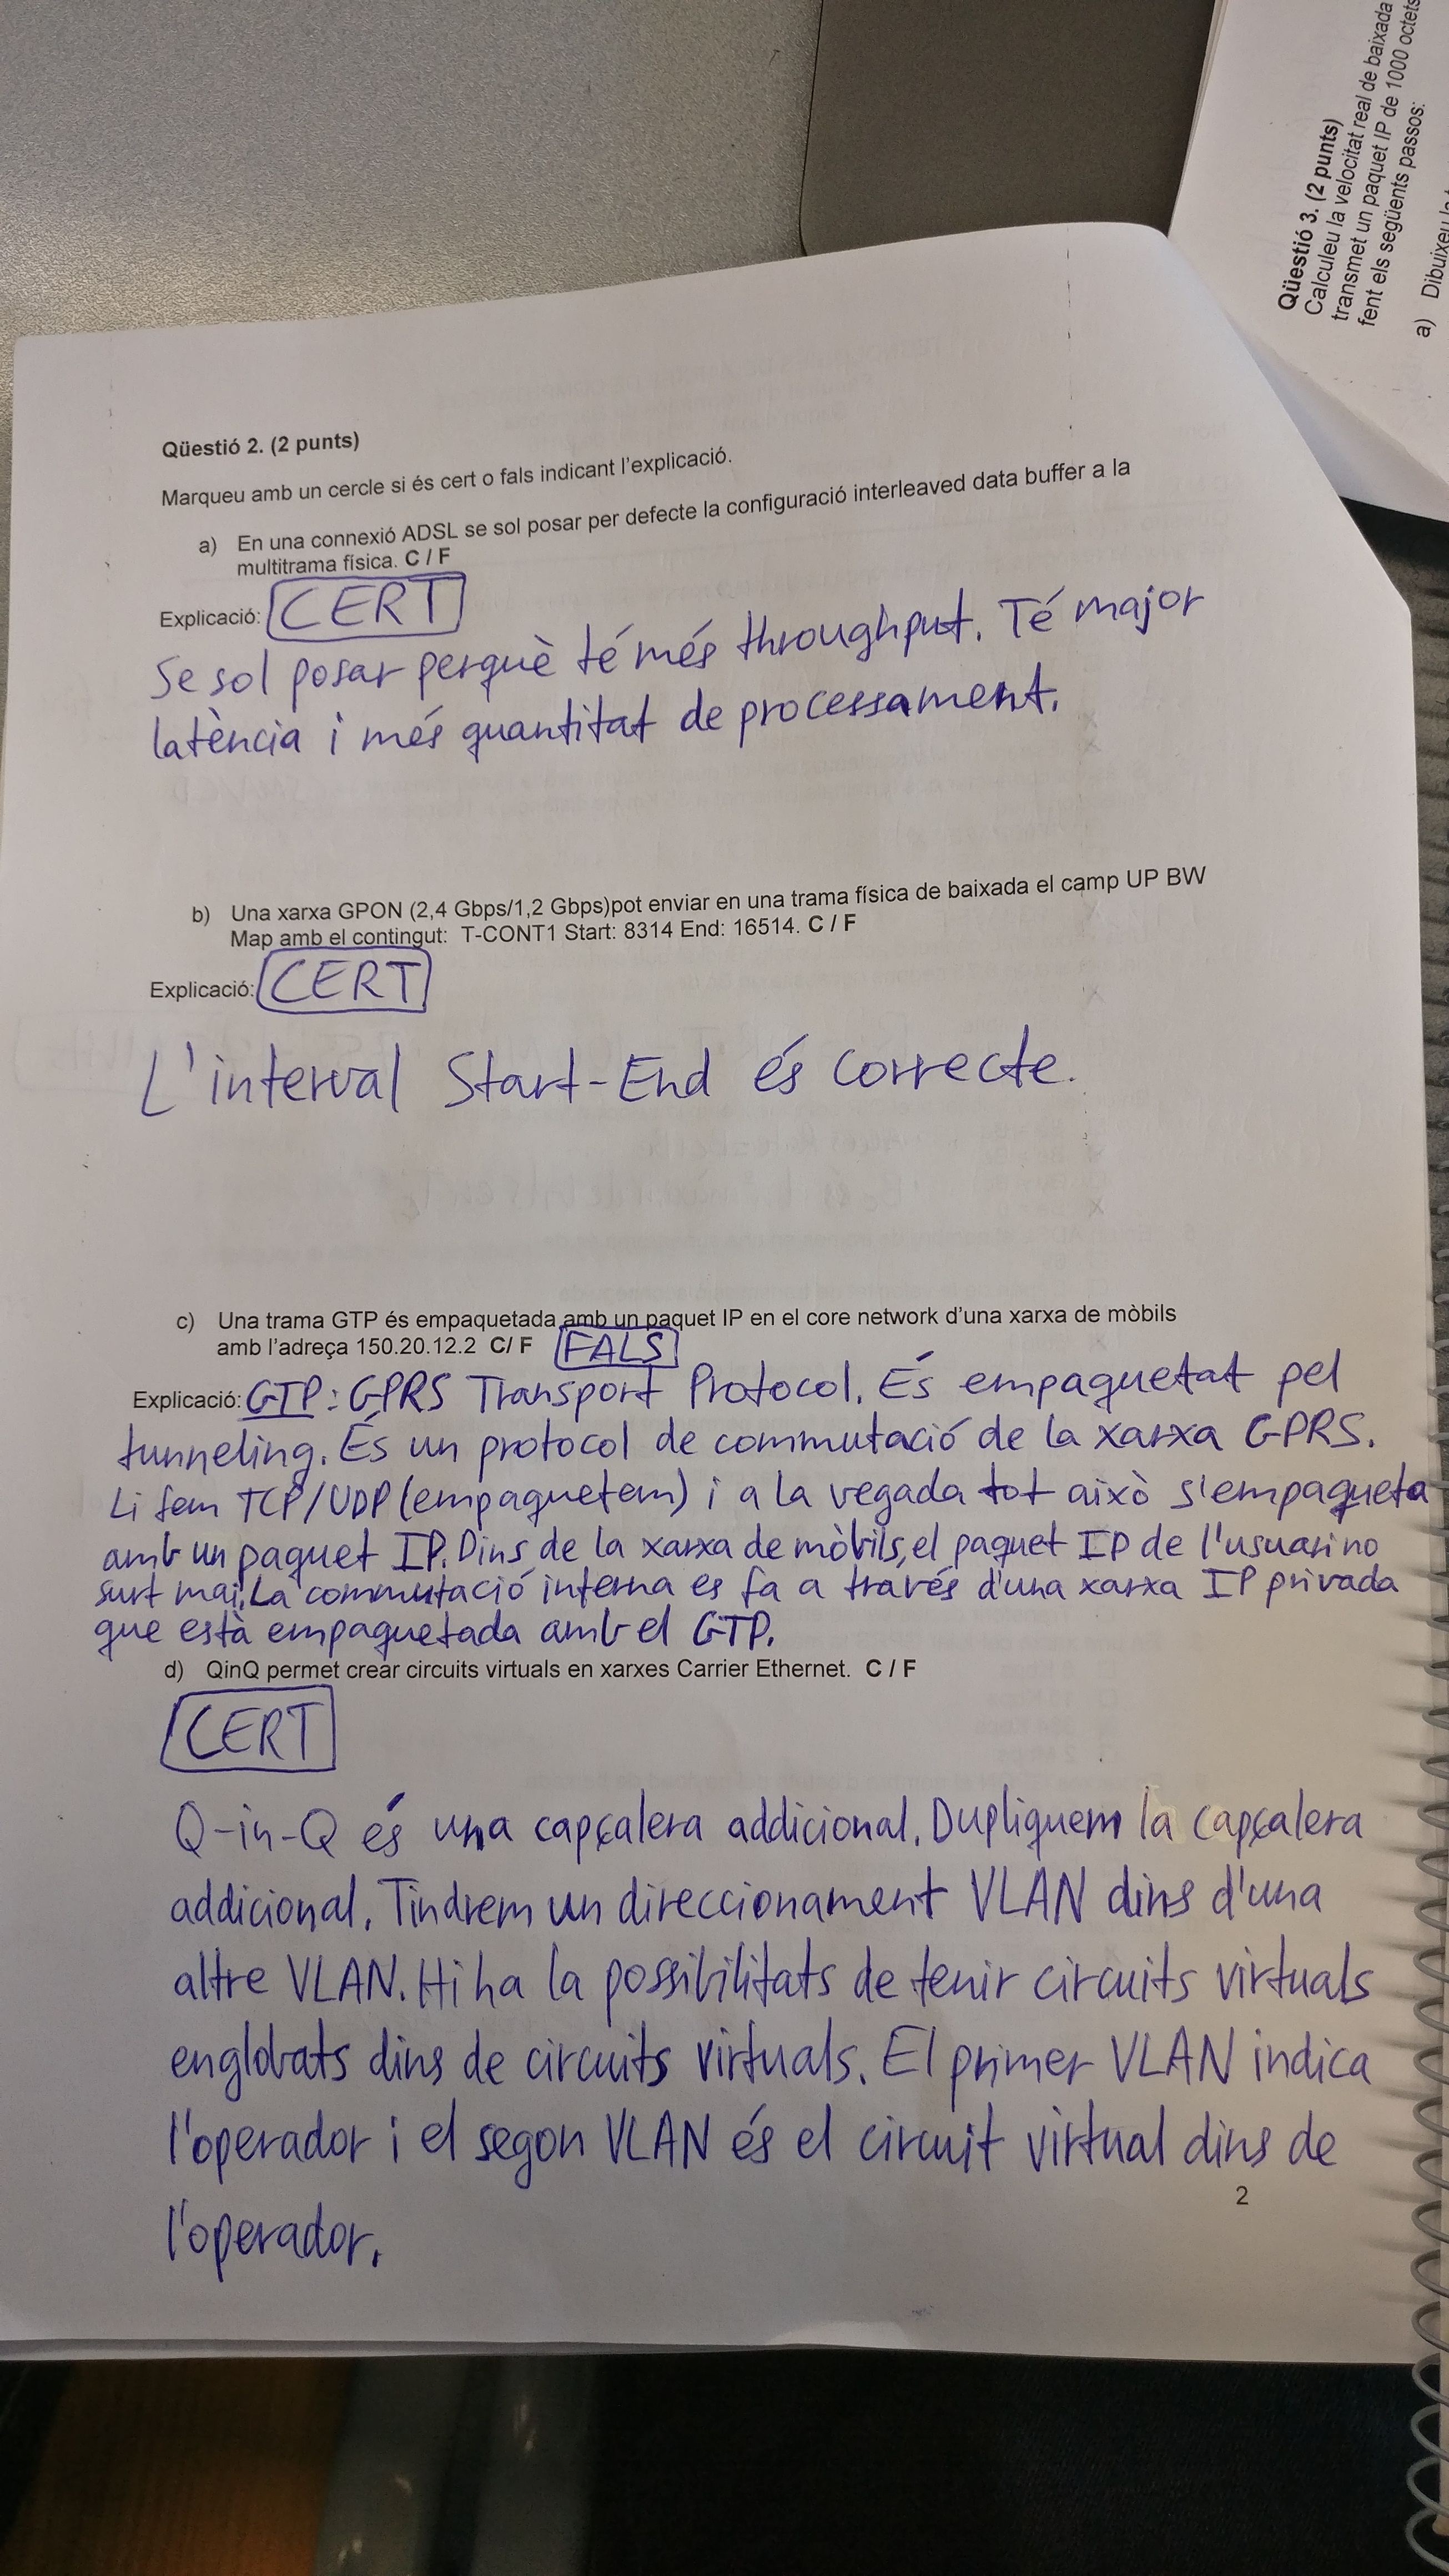 Qüestió 3. (2 punts)
Calculeu la velocitat real de baixada
transmet un paquet IP de 1000 octets
fent els següents passos:
a) Dibuixeu
Qüestió 2. (2 punts)
Marqueu amb un cercle si és cert o fals indicant l'explicació.
a) En una connexió ADSL se sol posar per defecte la configuració interleaved data buffer a la
multitrama física. C / F
Explicació: CERT
Se sol posar perquè té més throughput. Té major
latència i més quantitat de processament.
b) Una xarxa GPON (2,4 Gbps/1,2 Gbps)pot enviar en una trama física de baixada el camp UP BW
Map amb el contingut: T-CONT1 Start: 8314 End: 16514. C / F
Explicació: CERT
L'interval Start-End és correcte.
c) Una trama GTP és empaquetada amb un paquet IP en el core network d'una xarxa de mòbils
amb l'adreça 150.20.12.2 C/ F FALS
Explicació: GTP: GPRS Transport Protocol. És empaquetat pel
tunneling. És un protocol de commutació de la xarxa GPRS.
Li fem TCP/UDP (empaquetem) i a la vegada tot això s'empaqueta
amb un paquet IP. Dins de la xarxa de mòbils, el paquet IP de l'usuari no
surt mai. La commutació interna es fa a través d'una xarxa IP privada
que està empaquetada amb el GTP.
d) QinQ permet crear circuits virtuals en xarxes Carrier Ethernet. C / F
CERT
Q-in-Q és una capçalera addicional. Dupliquem la capçalera
addicional. Tindrem un direccionament VLAN dins d'una
altre VLAN. Hi ha la possibilitats de tenir circuits virtuals
englobats dins de circuits virtuals. El primer VLAN indica
l'operador i el segon VLAN és el circuit virtual dins de
l'operador.
2